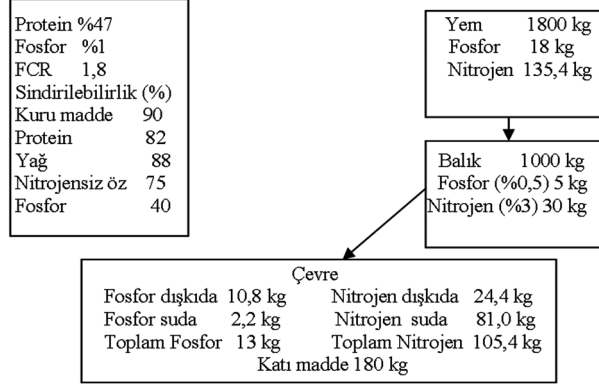 Protein %47
Fosfor %1
FCR 1,8
Sindirilebilirlik (%)
Kuru madde 90
Protein 82
Yağ 88
Nitrojensiz öz 75
Fosfor 40
Yem 1800 kg
Fosfor 18 kg
Nitrojen 135,4 kg
Balık 1000 kg
Fosfor (%0,5) 5 kg
Nitrojen (%3) 30 kg
Çevre
Fosfor dışkıda 10,8 kg Nitrojen dışkıda 24,4 kg
Fosfor suda 2,2 kg Nitrojen suda 81,0 kg
Toplam Fosfor 13 kg Toplam Nitrojen 105,4 kg
Katı madde 180 kg